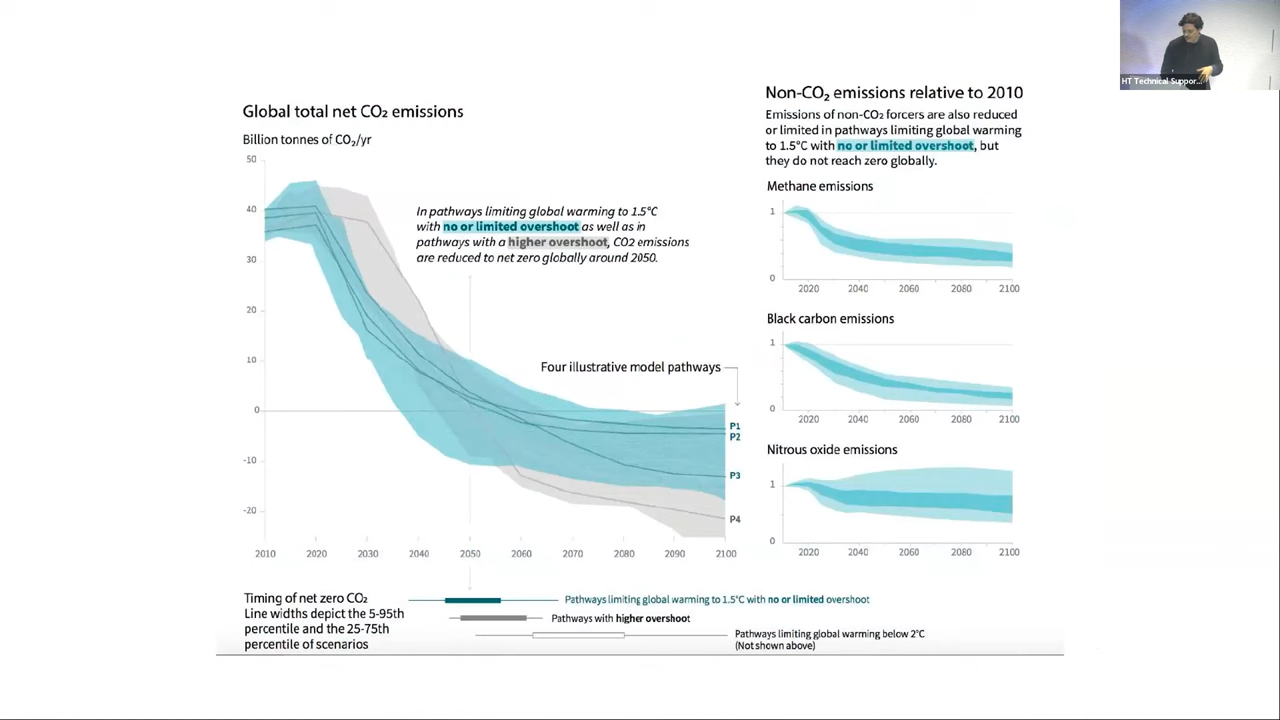 HT Technical Suppor...
Global total net CO₂ emissions
Billion tonnes of CO₂/yr
50
40
30
20
10
0
-10
-20
2010
2020
2030
2040
2050
2060
2070
2080
2090
2100
In pathways limiting global warming to 1.5°C
with no or limited overshoot as well as in
pathways with a higher overshoot, CO2 emissions
are reduced to net zero globally around 2050.
Four illustrative model pathways
P1
P2
P3
P4
Non-CO₂ emissions relative to 2010
Emissions of non-CO₂ forcers are also reduced
or limited in pathways limiting global warming
to 1.5°C with no or limited overshoot, but
they do not reach zero globally.
Methane emissions
1
0
2020
2040
2060
2080
2100
Black carbon emissions
1
0
2020
2040
2060
2080
2100
Nitrous oxide emissions
1
0
2020
2040
2060
2080
2100
Timing of net zero CO₂
Line widths depict the 5-95th
percentile and the 25-75th
percentile of scenarios
Pathways limiting global warming to 1.5°C with no or limited overshoot
Pathways with higher overshoot
Pathways limiting global warming below 2°C
(Not shown above)